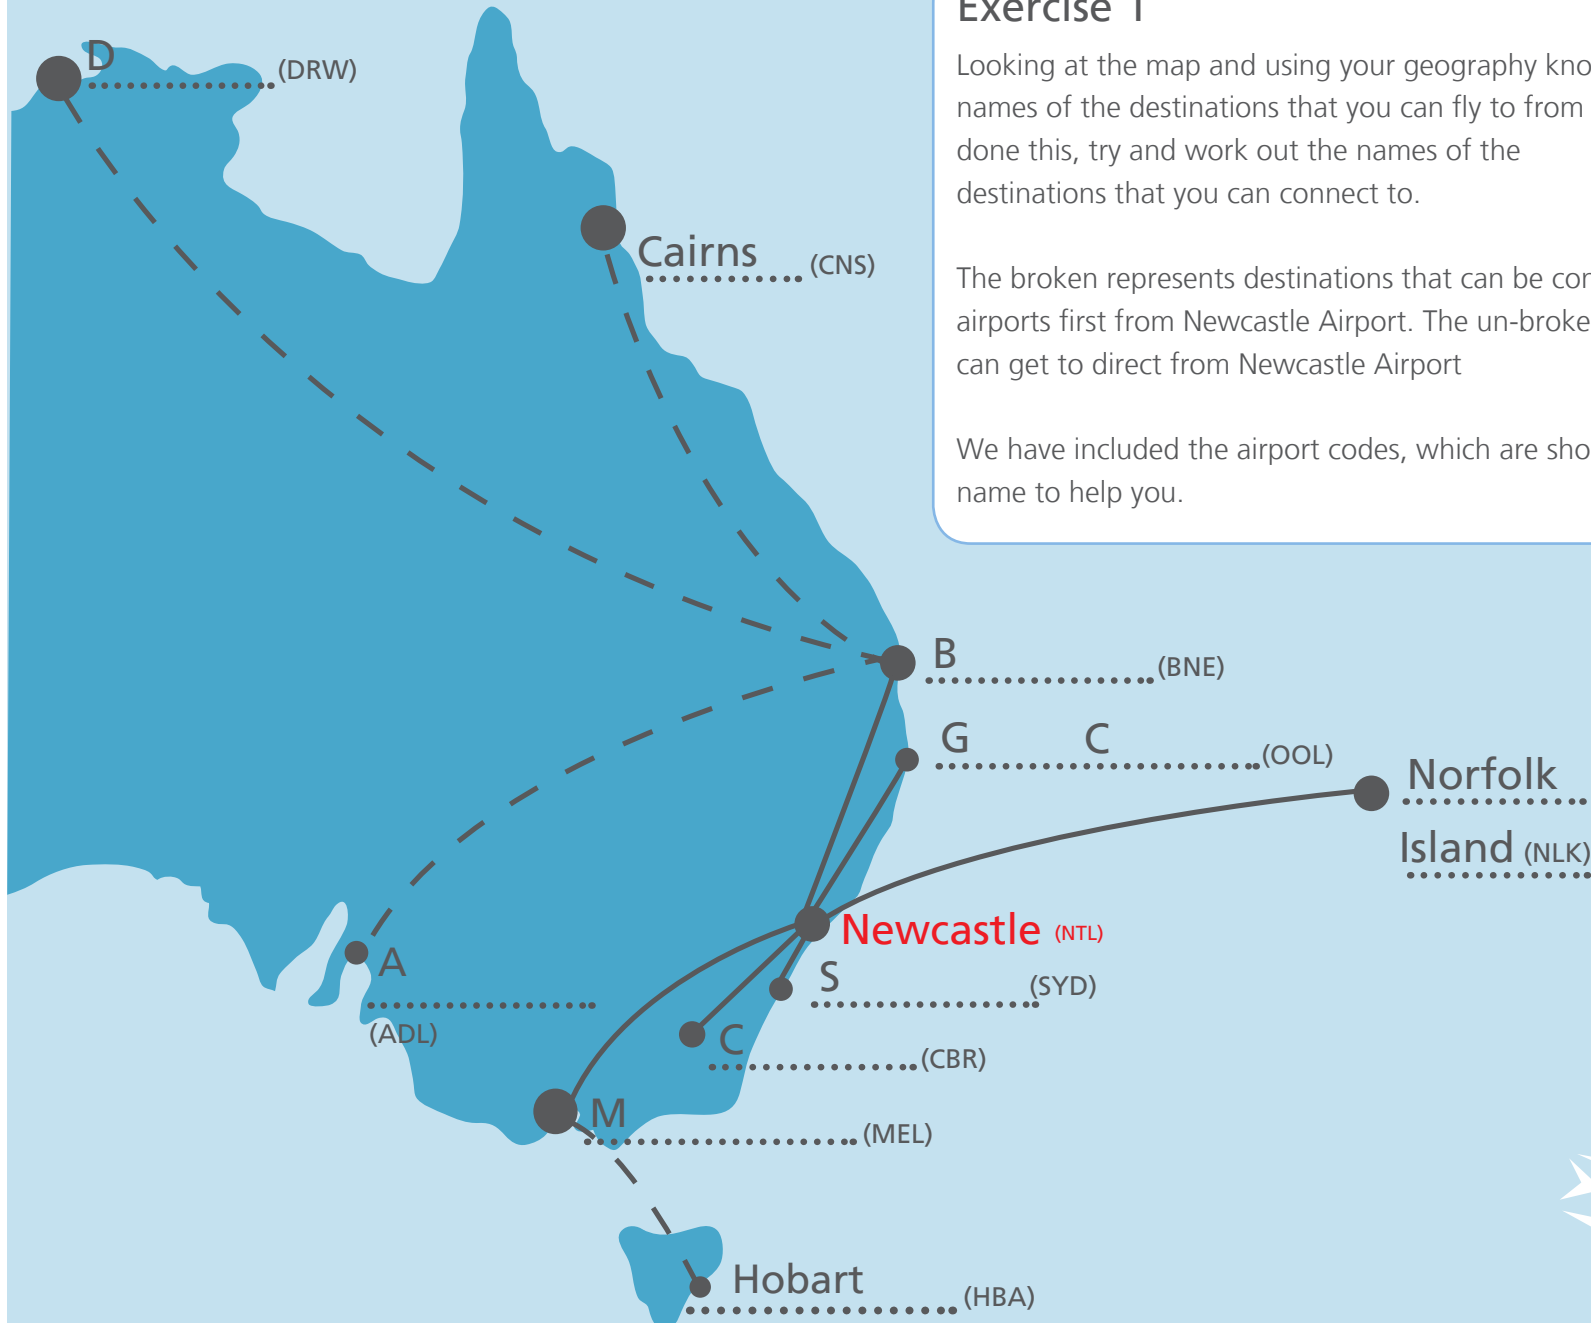 Exercise 1
Looking at the map and using your geography kno
names of the destinations that you can fly to from
done this, try and work out the names of the
destinations that you can connect to.
The broken represents destinations that can be cor
airports first from Newcastle Airport. The un-broke
can get to direct from Newcastle Airport
We have included the airport codes, which are sho
name to help you.
D (DRW)
Cairns (CNS)
B (BNE)
G C (OOL)
Norfolk
Island (NLK)
Newcastle (NTL)
A
(ADL)
S (SYD)
C (CBR)
M (MEL)
Hobart (HBA)